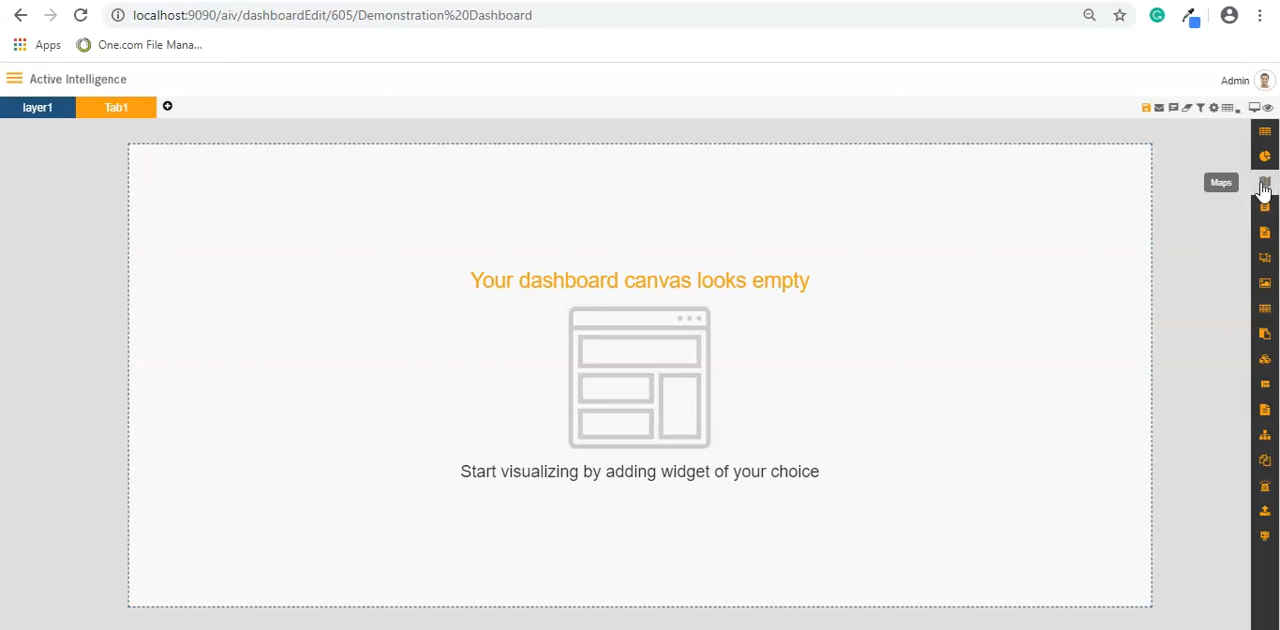 localhost:9090/aiv/dashboardEdit/605/Demonstration%20Dashboard
Apps One.com File Mana...
Active Intelligence
Admin
layer1 Tab1
Maps
Your dashboard canvas looks empty
Start visualizing by adding widget of your choice